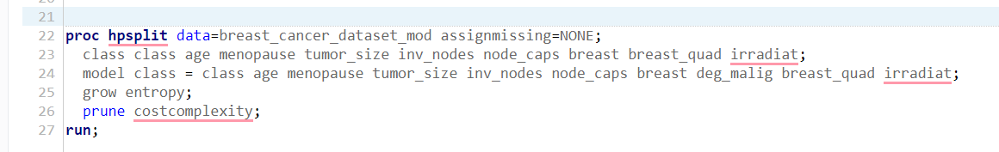 21
22 proc hpsplit data=breast_cancer_dataset_mod assignmissing=NONE;
23 class class age menopause tumor_size inv_nodes node_caps breast breast_quad irradiat;
24 model class = class age menopause tumor_size inv_nodes node_caps breast deg_malig breast_quad irradiat;
25 grow entropy;
26 prune costcomplexity;
27 run;